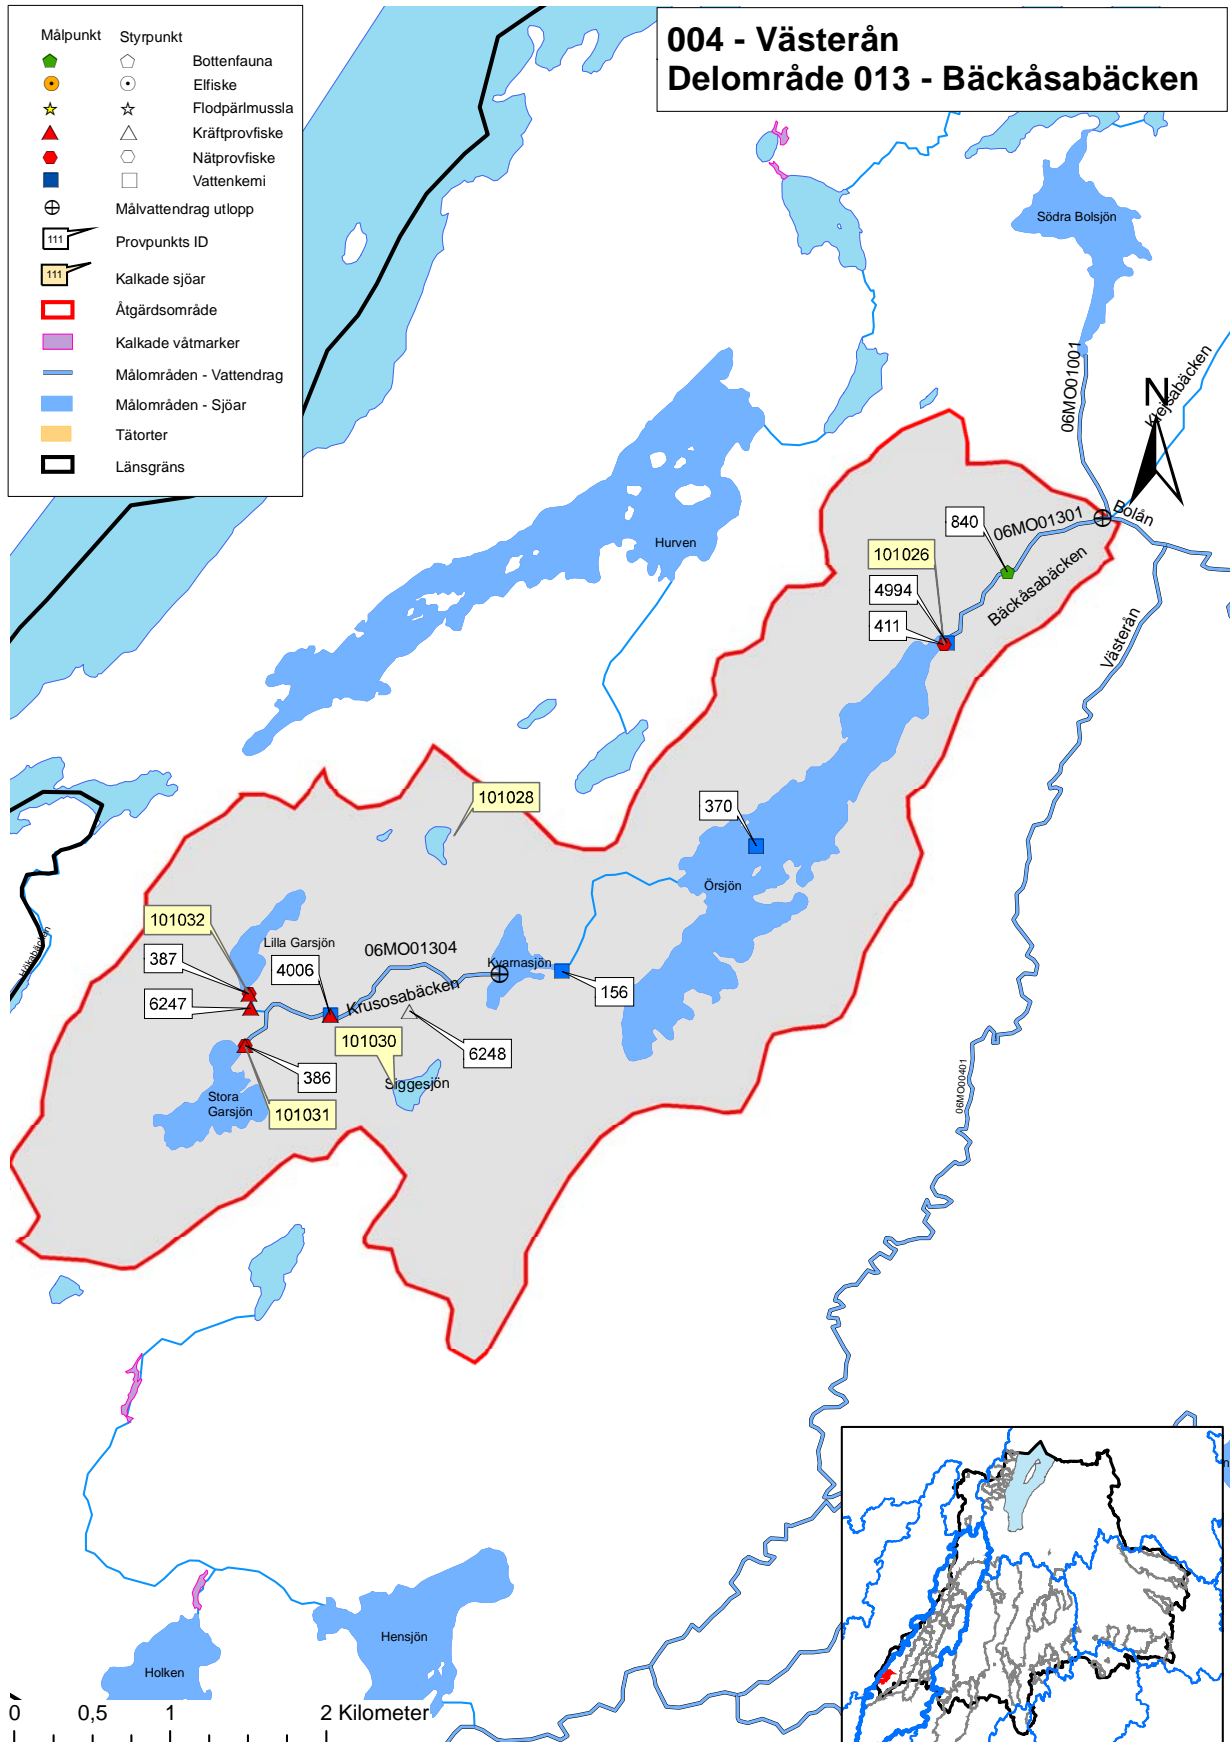 004 - Västerån
Delområde 013 - Bäckåsabäcken
Målpunkt Styrpunkt
Bottenfauna
Elfiske
Flodpärlmussla
Kräftprovfiske
Nätprovfiske
Vattenkemi
Målvattendrag utlopp
111 Provpunkts ID
111 Kalkade sjöar
Åtgärdsområde
Kalkade våtmarker
Målområden - Vattendrag
Målområden - Sjöar
Tätorter
Länsgräns
Södra Bolsjön
06MO01001
Klejsabäcken
N
Hurven
840
06MO01301
Bolån
101026
4994
411
Bäckåsabäcken
Västerån
101028
370
Örsjön
101032
387
6247
Lilla Garsjön
4006
06MO01304
Kvarnasjön
156
Krusosabäcken
101030
6248
Siggesjön
386
101031
Stora
Garsjön
Hökabäcken
06MO00401
Hensjön
Holken
0 0,5 1 2 Kilometer